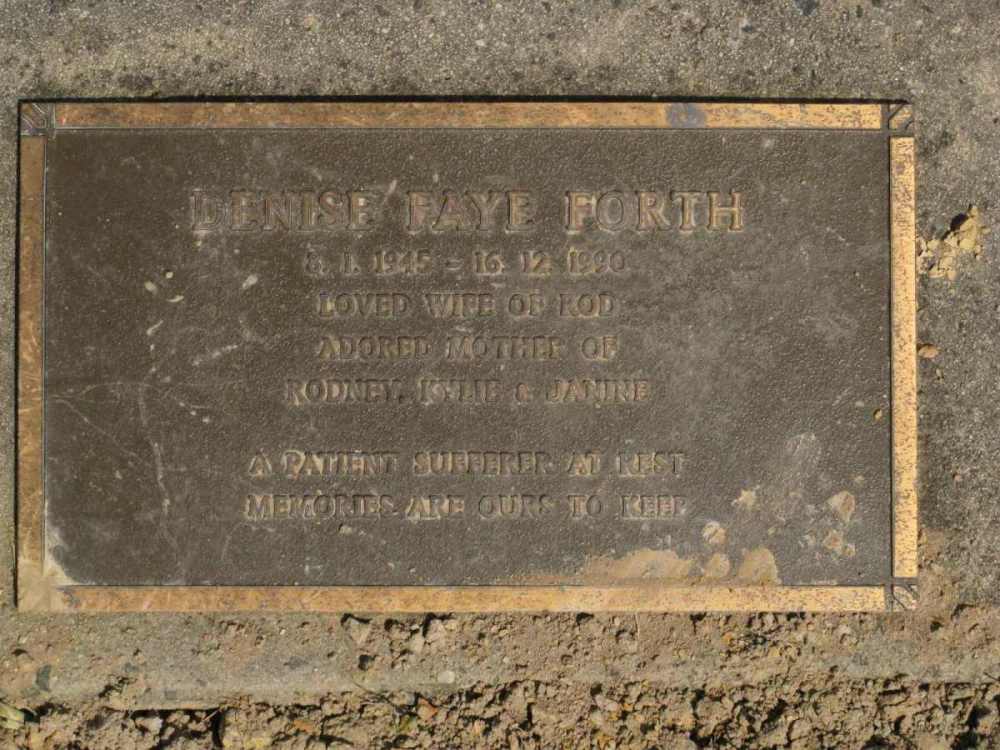 DENISE FAYE FORTH
8. 1. 1945 - 16. 12. 1990
LOVED WIFE OF ROD
ADORED MOTHER OF
RODNEY, KYLIE & JANINE
A PATIENT SUFFERER AT REST
MEMORIES ARE OURS TO KEEP